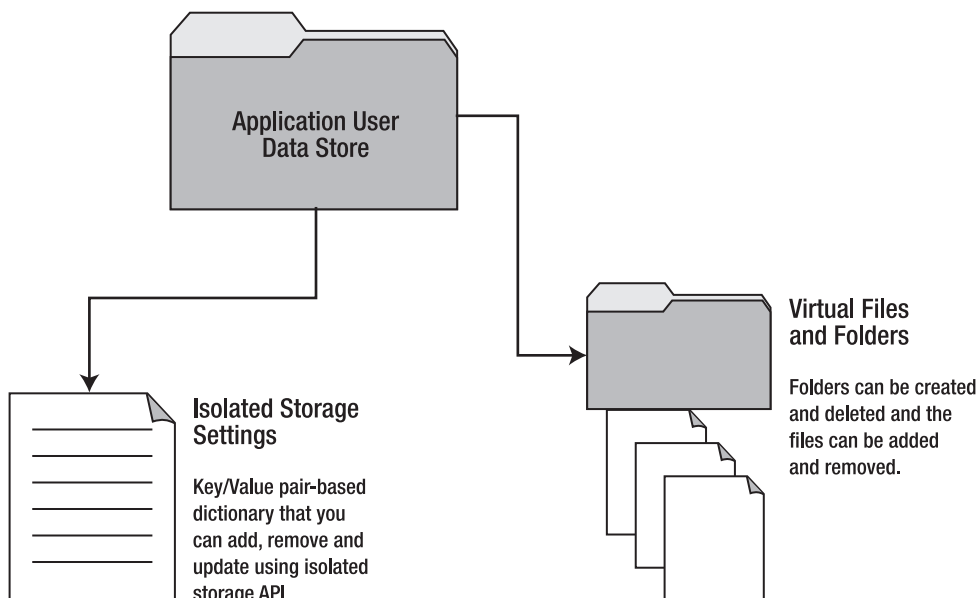 Application User
Data Store
Virtual Files
and Folders
Folders can be created
and deleted and the
files can be added
and removed.
Isolated Storage
Settings
Key/Value pair-based
dictionary that you
can add, remove and
update using isolated
storage API